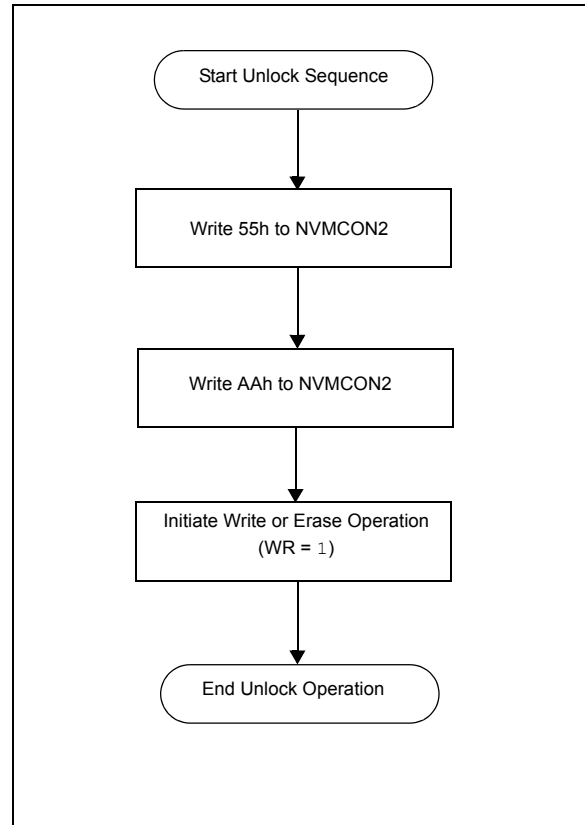 Start Unlock Sequence
Write 55h to NVMCON2
Write AAh to NVMCON2
Initiate Write or Erase Operation
(WR = 1)
End Unlock Operation